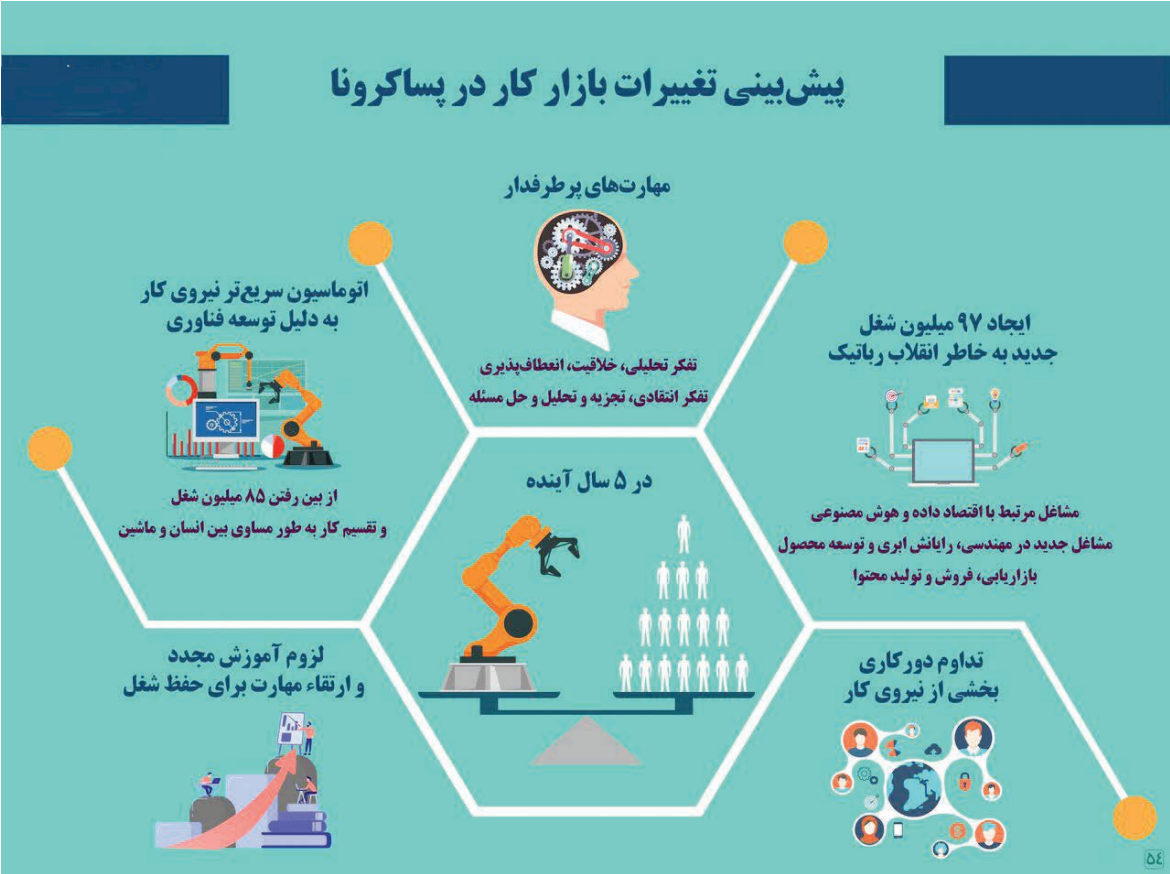 پیش‌بینی تغییرات بازار کار در پساکرونا
مهارت‌های پرطرفدار
تفکر تحلیلی، خلاقیت، انعطاف‌پذیری
تفکر انتقادی، تجزیه و تحلیل و حل مسئله
ایجاد ۹۷ میلیون شغل
جدید به خاطر انقلاب رباتیک
مشاغل مرتبط با اقتصاد داده و هوش مصنوعی
مشاغل جدید در مهندسی، رایانش ابری و توسعه محصول
بازاریابی، فروش و تولید محتوا
اتوماسیون سریع‌تر نیروی کار
به دلیل توسعه فناوری
از بین رفتن ۸۵ میلیون شغل
و تقسیم کار به طور مساوی بین انسان و ماشین
در ۵ سال آینده
تداوم دورکاری
بخشی از نیروی کار
لزوم آموزش مجدد
و ارتقاء مهارت برای حفظ شغل
۵۴